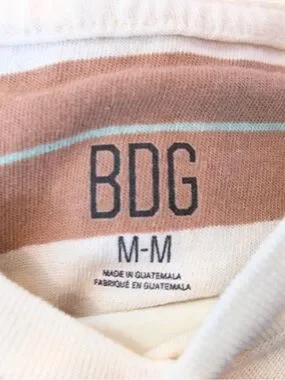 BDG
M-M
MADE IN GUATEMALA
FABRIQUÉ EN GUATEMALA